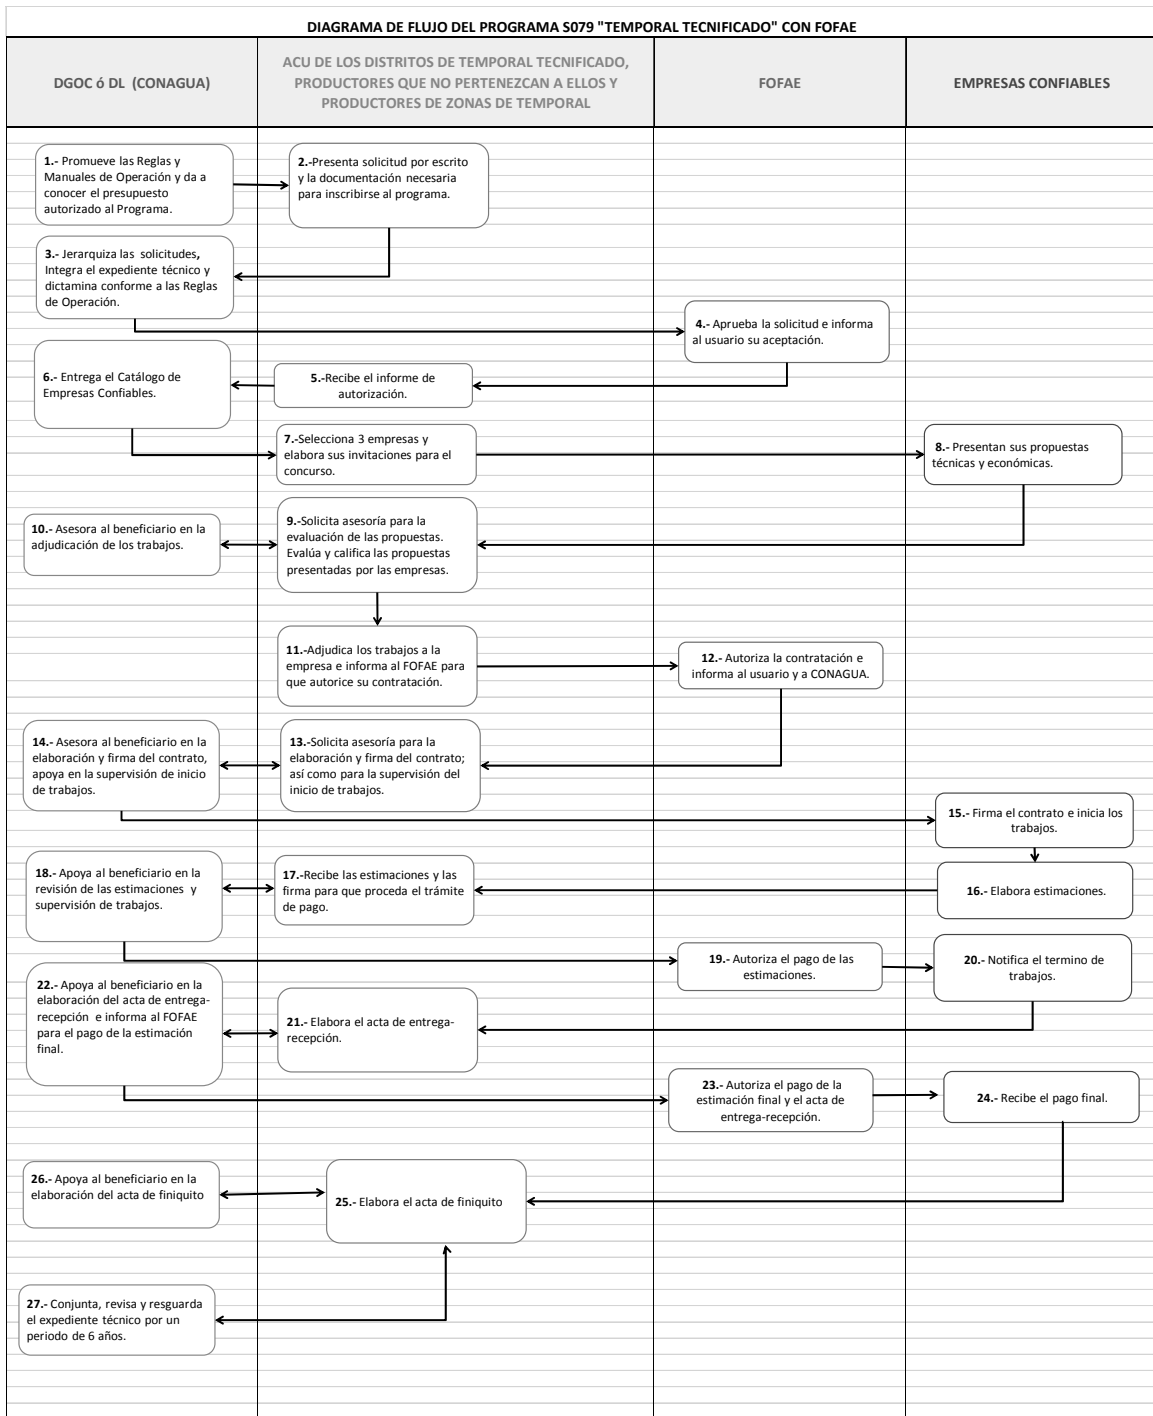 DIAGRAMA DE FLUJO DEL PROGRAMA S079 "TEMPORAL TECNIFICADO" CON FOFAE
DGOC ó DL (CONAGUA)
ACU DE LOS DISTRITOS DE TEMPORAL TECNIFICADO,
PRODUCTORES QUE NO PERTENEZCAN A ELLOS Y
PRODUCTORES DE ZONAS DE TEMPORAL
FOFAE
EMPRESAS CONFIABLES
1.- Promueve las Reglas y
Manuales de Operación y da a
conocer el presupuesto
autorizado al Programa.
2.-Presenta solicitud por escrito
y la documentación necesaria
para inscribirse al programa.
3.- Jerarquiza las solicitudes,
Integra el expediente técnico y
dictamina conforme a las Reglas
de Operación.
4.- Aprueba la solicitud e informa
al usuario su aceptación.
5.-Recibe el informe de
autorización.
6.- Entrega el Catálogo de
Empresas Confiables.
7.-Selecciona 3 empresas y
elabora sus invitaciones para el
concurso.
8.- Presentan sus propuestas
técnicas y económicas.
9.-Solicita asesoría para la
evaluación de las propuestas.
Evalúa y califica las propuestas
presentadas por las empresas.
10.- Asesora al beneficiario en la
adjudicación de los trabajos.
11.-Adjudica los trabajos a la
empresa e informa al FOFAE para
que autorice su contratación.
12.- Autoriza la contratación e
informa al usuario y a CONAGUA.
13.-Solicita asesoría para la
elaboración y firma del contrato;
así como para la supervisión del
inicio de trabajos.
14.- Asesora al beneficiario en la
elaboración y firma del contrato,
apoya en la supervisión de inicio
de trabajos.
15.- Firma el contrato e inicia los
trabajos.
16.- Elabora estimaciones.
17.-Recibe las estimaciones y las
firma para que proceda el trámite
de pago.
18.- Apoya al beneficiario en la
revisión de las estimaciones y
supervisión de trabajos.
19.- Autoriza el pago de las
estimaciones.
20.- Notifica el termino de
trabajos.
21.- Elabora el acta de entrega-
recepción.
22.- Apoya al beneficiario en la
elaboración del acta de entrega-
recepción e informa al FOFAE
para el pago de la estimación
final.
23.- Autoriza el pago de la
estimación final y el acta de
entrega-recepción.
24.- Recibe el pago final.
25.- Elabora el acta de finiquito
26.- Apoya al beneficiario en la
elaboración del acta de finiquito
27.- Conjunta, revisa y resguarda
el expediente técnico por un
periodo de 6 años.